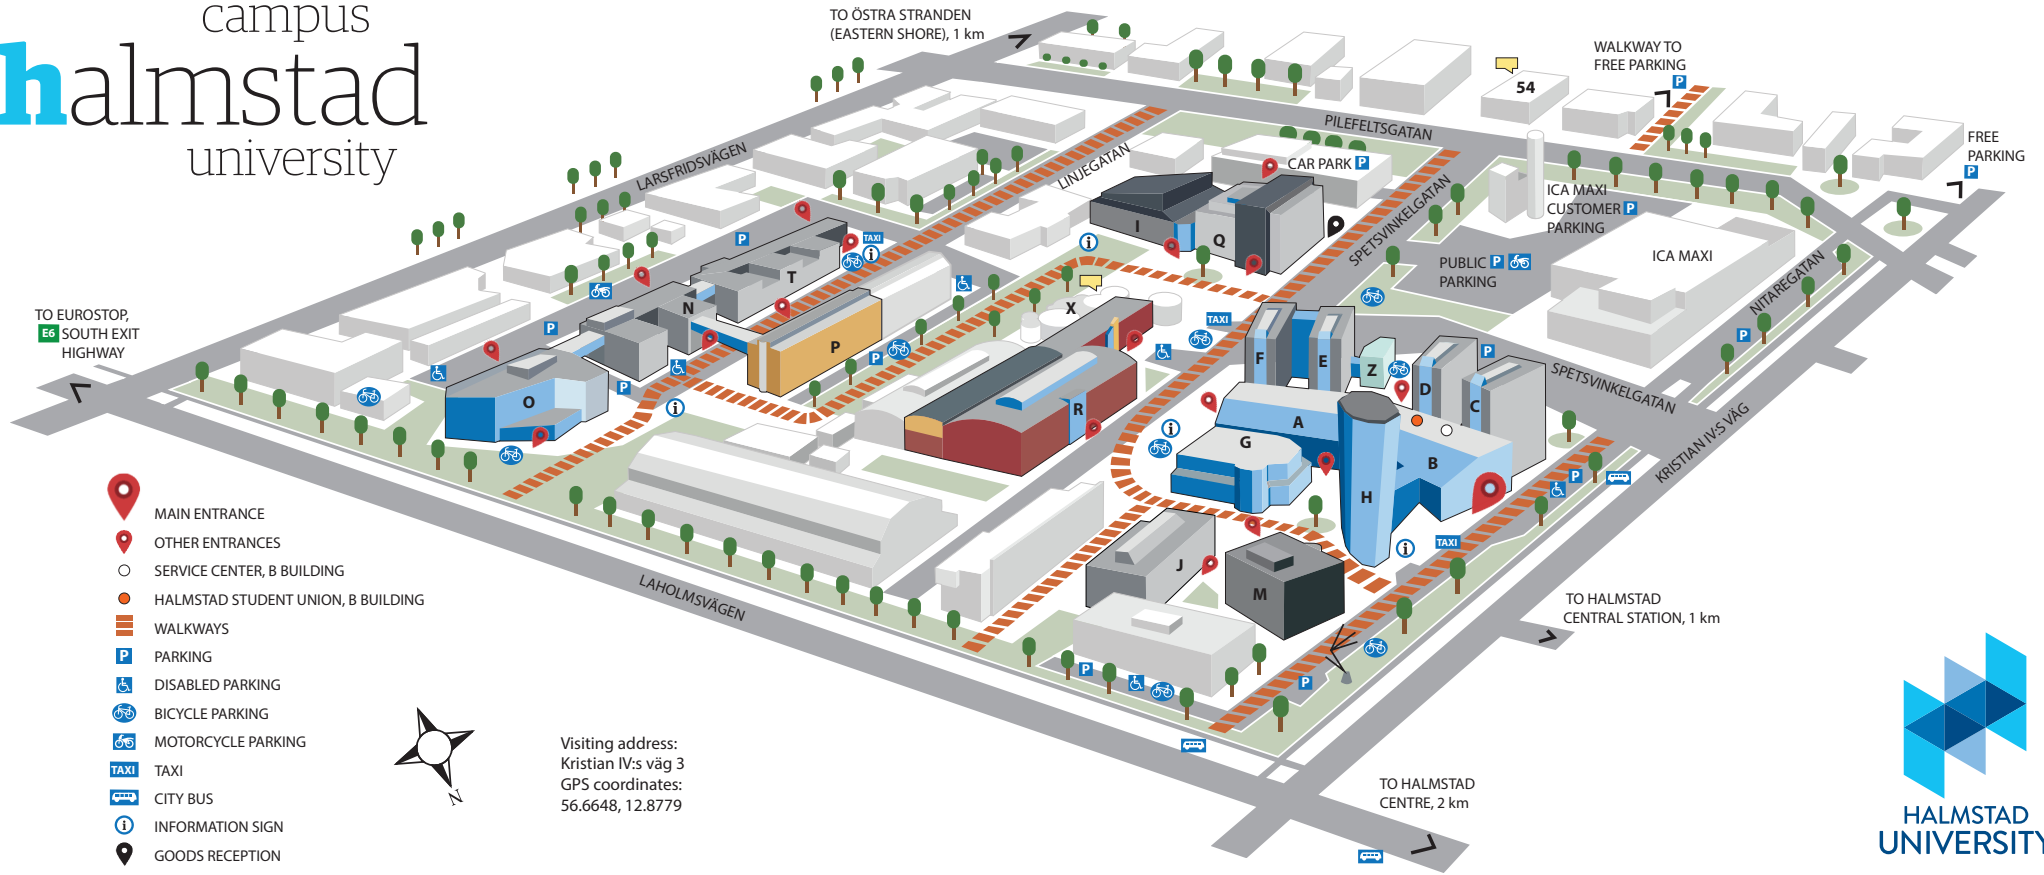 campus
halmstad
university
TO ÖSTRA STRANDEN
(EASTERN SHORE), 1 km
WALKWAY TO
FREE PARKING
P
54
PILEFELTSGATAN
FREE
PARKING
P
LARSFRIDSVÄGEN
LINJEGATAN
CAR PARK P
SPETSVINKELGATAN
ICA MAXI
CUSTOMER P
PARKING
ICA MAXI
PUBLIC P
PARKING
NITAREGATAN
I
Q
P
TAXI
i
i
T
N
X
P
P
P
TO EUROSTOP,
E6 SOUTH EXIT
HIGHWAY
TAXI
F
E
Z
D
C
P
P
SPETSVINKELGATAN
KRISTIAN IV:S VÄG
P
O
i
R
i
A
G
B
H
P
i
TAXI
J
M
LAHOLMSVÄGEN
P
P
TO HALMSTAD
CENTRAL STATION, 1 km
TO HALMSTAD
CENTRE, 2 km
MAIN ENTRANCE
OTHER ENTRANCES
SERVICE CENTER, B BUILDING
HALMSTAD STUDENT UNION, B BUILDING
WALKWAYS
P PARKING
DISABLED PARKING
BICYCLE PARKING
MOTORCYCLE PARKING
TAXI TAXI
CITY BUS
i INFORMATION SIGN
GOODS RECEPTION
N
Visiting address:
Kristian IV:s väg 3
GPS coordinates:
56.6648, 12.8779
HALMSTAD
UNIVERSITY